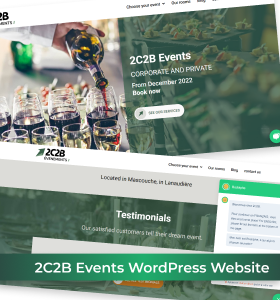 2C2B
EVENEMENTS
Choose your event
Our rooms
Blog
2C2B Events
CORPORATE AND PRIVATE
From December 2022
Book now
SEE OUR SERVICES
2C2B
EVENEMENTS
Choose your event
Our rooms
Blog
contact us
Located in Mascouche, in Lanaudière
Testimonials
Our satisfied customers tell their dream event
2C2B Events WordPress Website